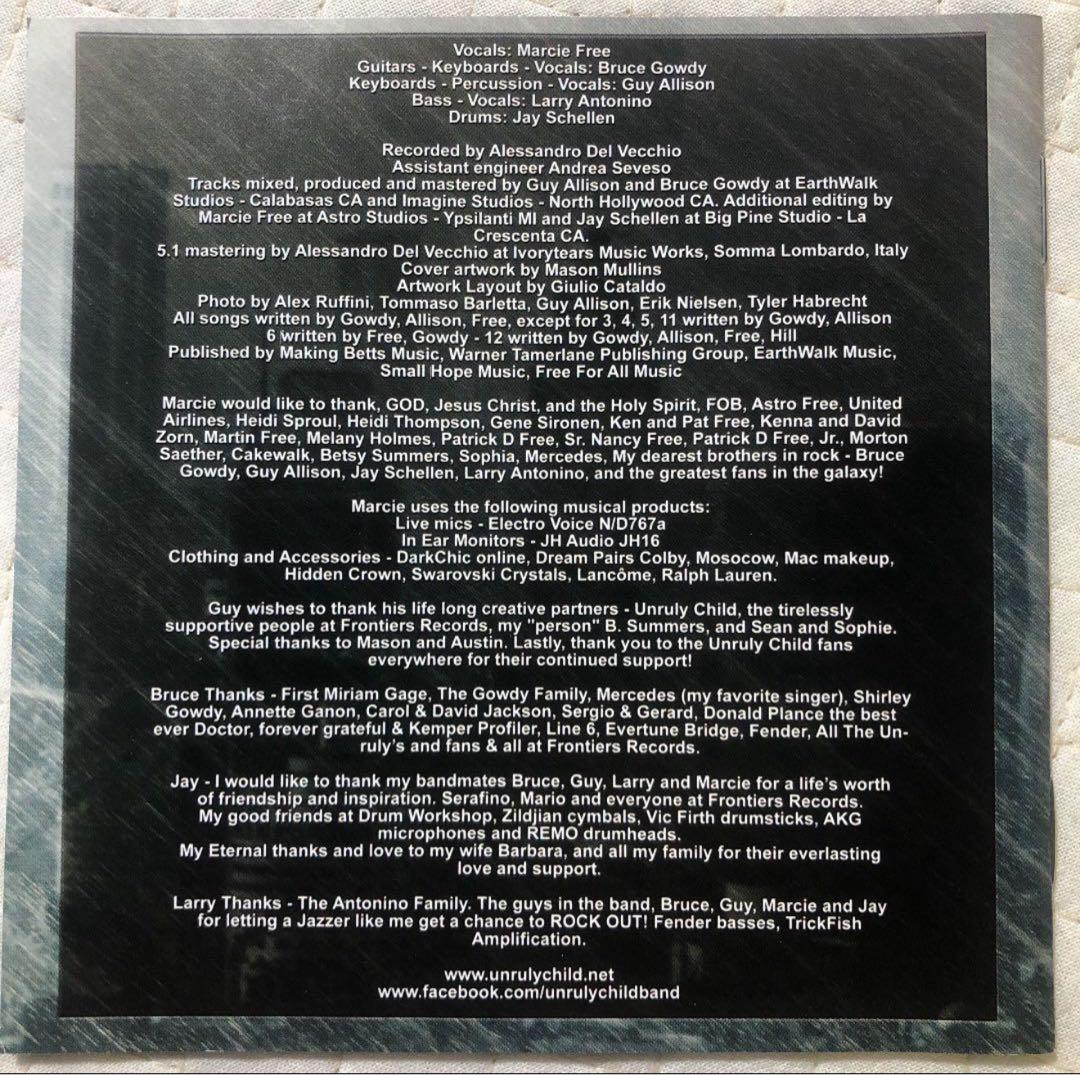 Vocals: Marcie Free
Guitars - Keyboards - Vocals: Bruce Gowdy
Keyboards - Percussion - Vocals: Guy Allison
Bass - Vocals: Larry Antonino
Drums: Jay Schellen
Recorded by Alessandro Del Vecchio
Assistant engineer Andrea Seveso
Tracks mixed, produced and mastered by Guy Allison and Bruce Gowdy at EarthWalk
Studios - Calabasas CA and Imagine Studios - North Hollywood CA. Additional editing by
Marcie Free at Astro Studios - Ypsilanti MI and Jay Schellen at Big Pine Studio - La
Crescenta CA.
5.1 mastering by Alessandro Del Vecchio at Ivorytears Music Works, Somma Lombardo, Italy
Cover artwork by Mason Mullins
Artwork Layout by Giulio Cataldo
Photo by Alex Ruffini, Tommaso Barletta, Guy Allison, Erik Nielsen, Tyler Habrecht
All songs written by Gowdy, Allison, Free, except for 3, 4, 5, 11 written by Gowdy, Allison
6 written by Free, Gowdy - 12 written by Gowdy, Allison, Free, Hill
Published by Making Betts Music, Warner Tamerlane Publishing Group, EarthWalk Music,
Small Hope Music, Free For All Music
Marcie would like to thank, GOD, Jesus Christ, and the Holy Spirit, FOB, Astro Free, United
Airlines, Heidi Sproul, Heidi Thompson, Gene Sironen, Ken and Pat Free, Kenna and David
Zorn, Martin Free, Melany Holmes, Patrick D Free, Sr. Nancy Free, Patrick D Free, Jr., Morton
Saether, Cakewalk, Betsy Summers, Sophia, Mercedes, My dearest brothers in rock - Bruce
Gowdy, Guy Allison, Jay Schellen, Larry Antonino, and the greatest fans in the galaxy!
Marcie uses the following musical products:
Live mics - Electro Voice N/D767a
In Ear Monitors - JH Audio JH16
Clothing and Accessories - DarkChic online, Dream Pairs Colby, Mosocow, Mac makeup,
Hidden Crown, Swarovski Crystals, Lancôme, Ralph Lauren.
Guy wishes to thank his life long creative partners - Unruly Child, the tirelessly
supportive people at Frontiers Records, my "person" B. Summers, and Sean and Sophie.
Special thanks to Mason and Austin. Lastly, thank you to the Unruly Child fans
everywhere for their continued support!
Bruce Thanks - First Miriam Gage, The Gowdy Family, Mercedes (my favorite singer), Shirley
Gowdy, Annette Ganon, Carol & David Jackson, Sergio & Gerard, Donald Plance the best
ever Doctor, forever grateful & Kemper Profiler, Line 6, Evertune Bridge, Fender, All The Un-
ruly's and fans & all at Frontiers Records.
Jay - I would like to thank my bandmates Bruce, Guy, Larry and Marcie for a life's worth
of friendship and inspiration. Serafino, Mario and everyone at Frontiers Records.
My good friends at Drum Workshop, Zildjian cymbals, Vic Firth drumsticks, AKG
microphones and REMO drumheads.
My Eternal thanks and love to my wife Barbara, and all my family for their everlasting
love and support.
Larry Thanks - The Antonino Family. The guys in the band, Bruce, Guy, Marcie and Jay
for letting a Jazzer like me get a chance to ROCK OUT! Fender basses, TrickFish
Amplification.
www.unrulychild.net
www.facebook.com/unrulychildband